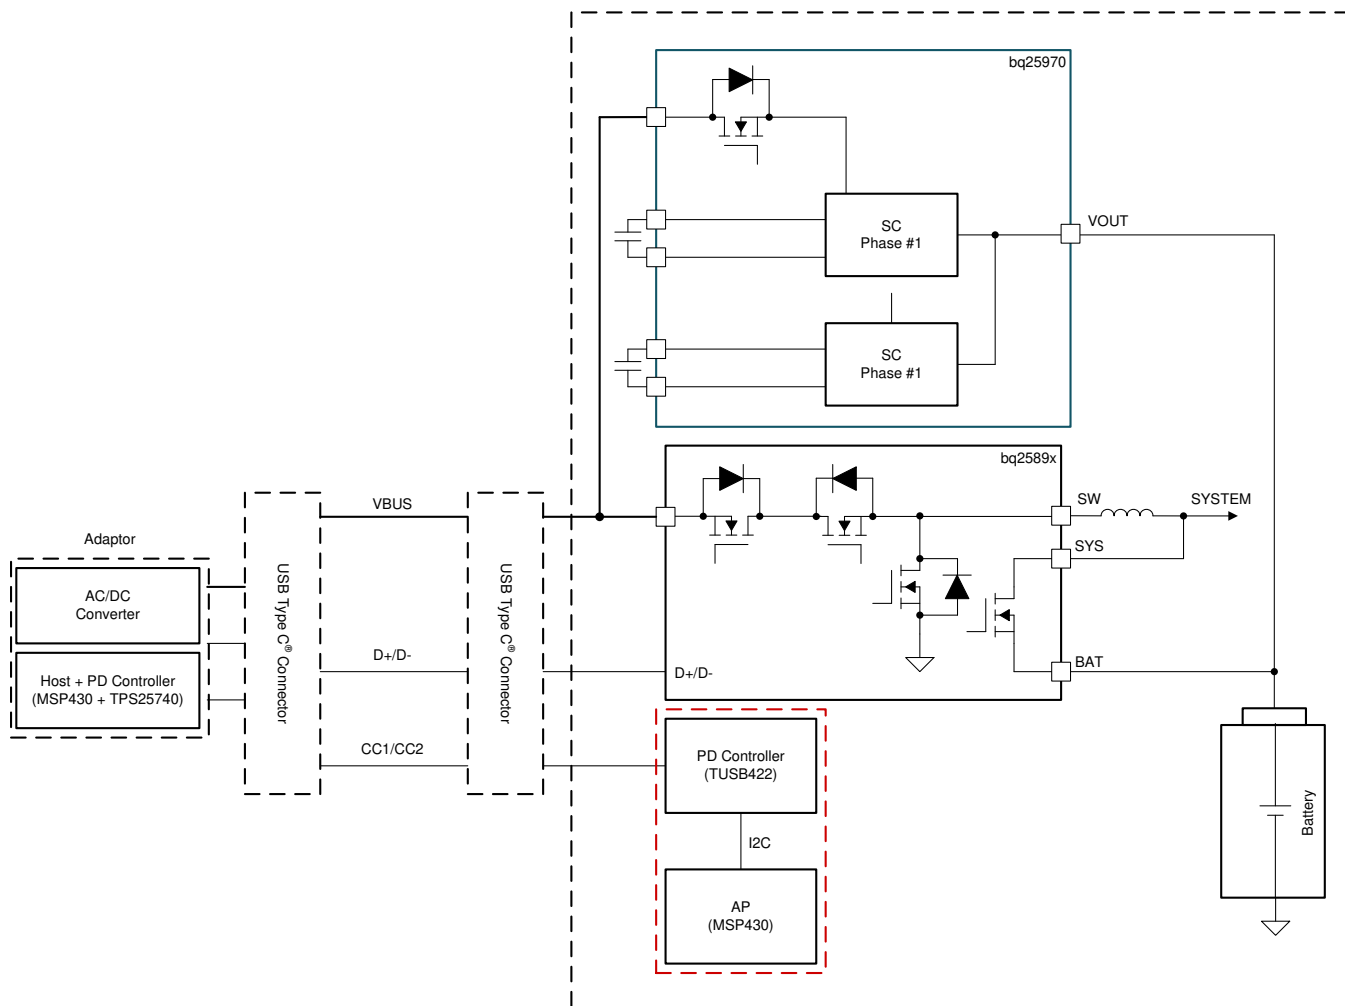 bq25970
SC
Phase #1
VOUT
SC
Phase #1
bq2589x
SW
SYSTEM
SYS
BAT
D+/D-
Adaptor
AC/DC
Converter
Host + PD Controller
(MSP430 + TPS25740)
USB Type C® Connector
VBUS
D+/D-
CC1/CC2
USB Type C® Connector
PD Controller
(TUSB422)
I2C
AP
(MSP430)
Battery